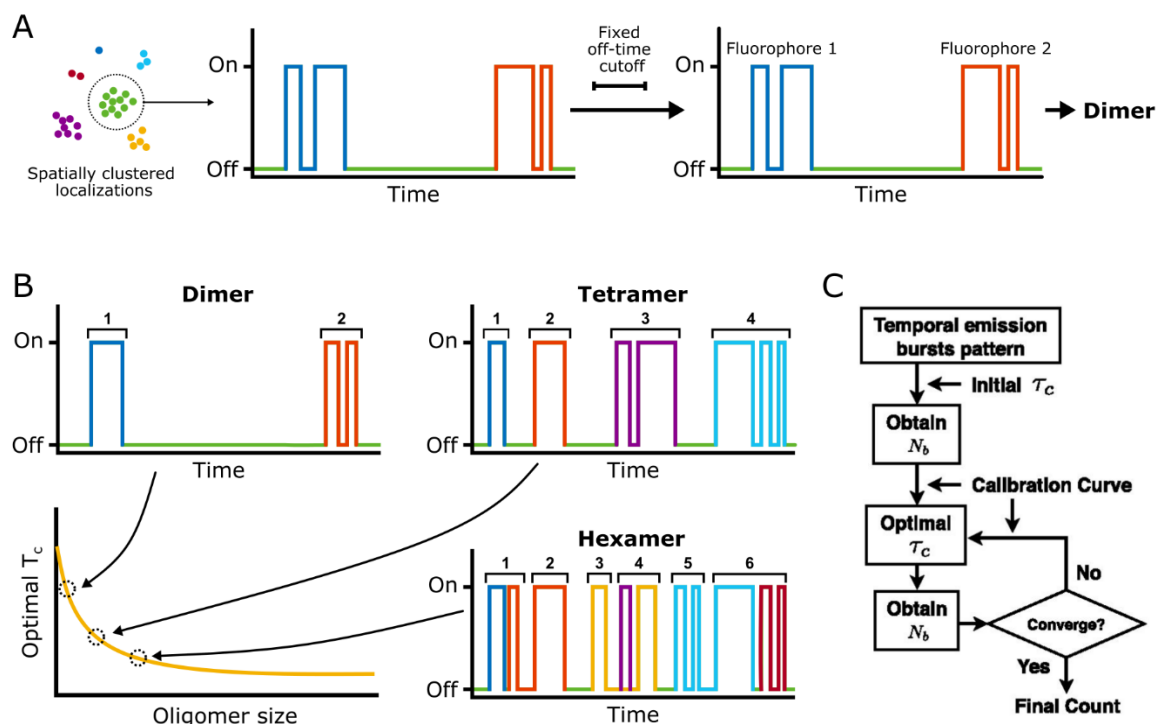 A
Spatially clustered
localizations
On
Off
Time
Fixed
off-time
cutoff
On
Off
Fluorophore 1
Fluorophore 2
Time
Dimer
B
Dimer
1
2
On
Off
Time
Tetramer
1
2
3
4
On
Off
Time
Optimal Tc
Oligomer size
Hexamer
1
2
3
4
5
6
On
Off
Time
C
Temporal emission
bursts pattern
Initial τc
Obtain
Nb
Calibration Curve
Optimal
τc
No
Obtain
Nb
Converge?
Yes
Final Count